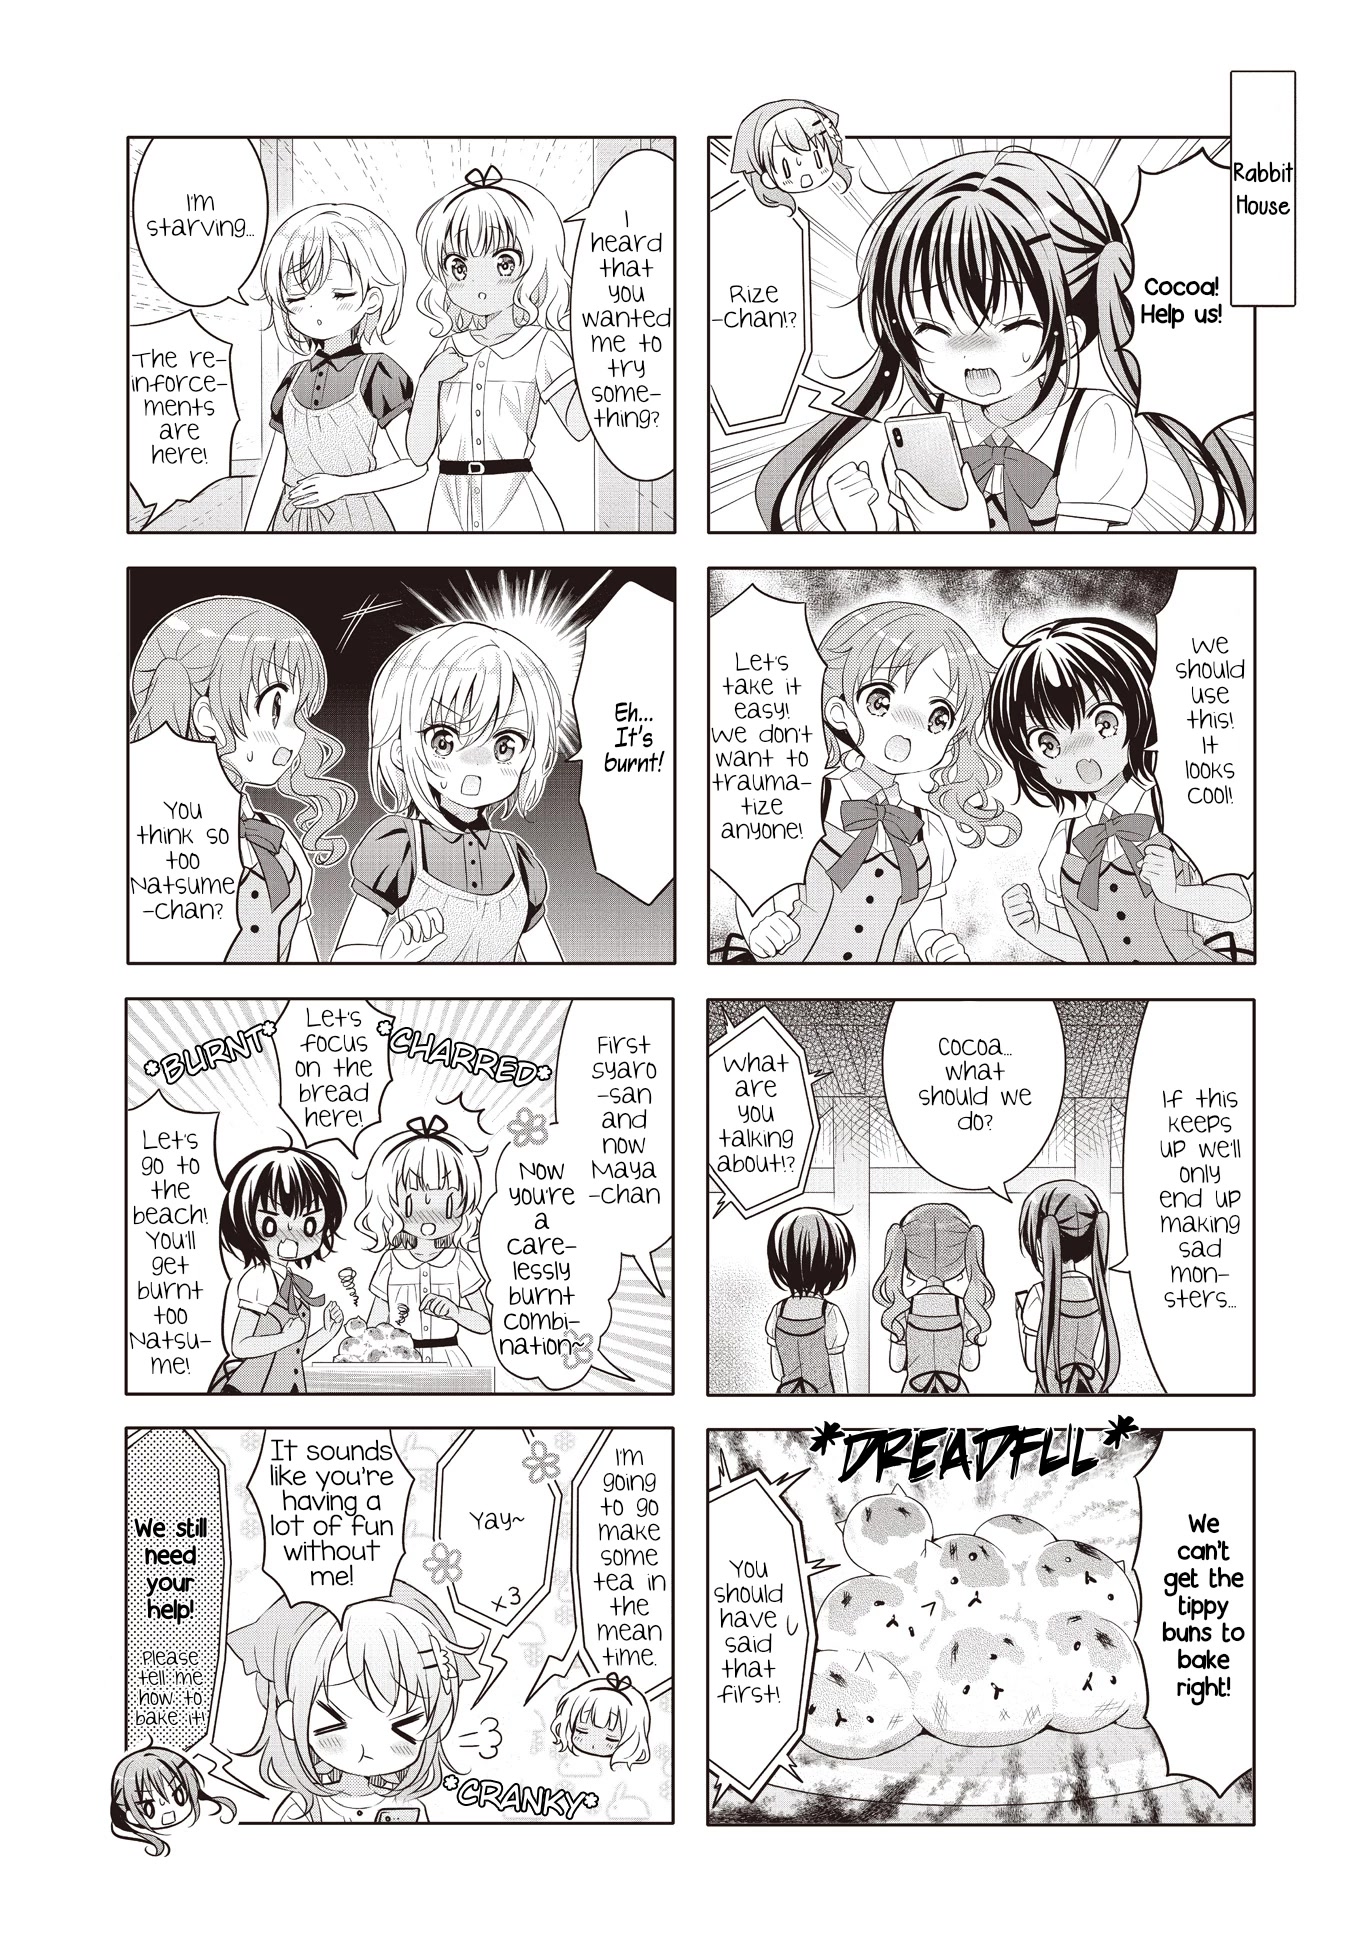 Rabbit
House
Cocoa!
Help us!
Rize
-chan!?
We
should
use
this!
It
looks
cool!
Let's
take it
easy!
We don't
want to
trauma-
tize
anyone!
If this
keeps
up we'll
only
end up
making
sad
mon-
sters...
Cocoa...
what
should we
do?
What
are
you
talking
about!?
*DREADFUL*
We
can't
get the
tippy
buns to
bake
right!
You
should
have
said
that
first!
I
heard
that
you
wanted
me to
try
some-
thing?
I'm
starving...
The re-
inforce-
ments
are
here!
Eh...
It's
burnt!
You
think so
too
Natsume
-chan?
First
Syaro
-san
and
now
Maya
-chan
Now
you're
a
care-
lessly
burnt
combi-
nation~
*CHARRED*
Let's
focus
on the
bread
here!
*BURNT*
Let's
go to
the
beach!
You'll
get
burnt
too
Natsu-
me!
I'm
going
to go
make
some
tea in
the
mean
time.
Yay~
x3
It sounds
like you're
having a
lot of fun
without
me!
*CRANKY*
We still
need
your
help!
Please
tell me
how to
bake it!